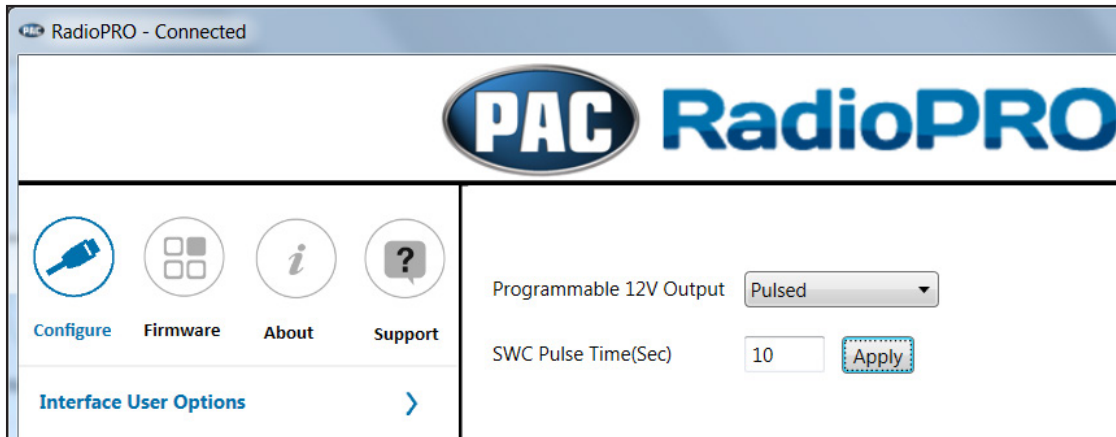 RadioPRO - Connected
PAC RadioPRO
Configure Firmware About Support
Programmable 12V Output Pulsed
SWC Pulse Time(Sec) 10 Apply
Interface User Options